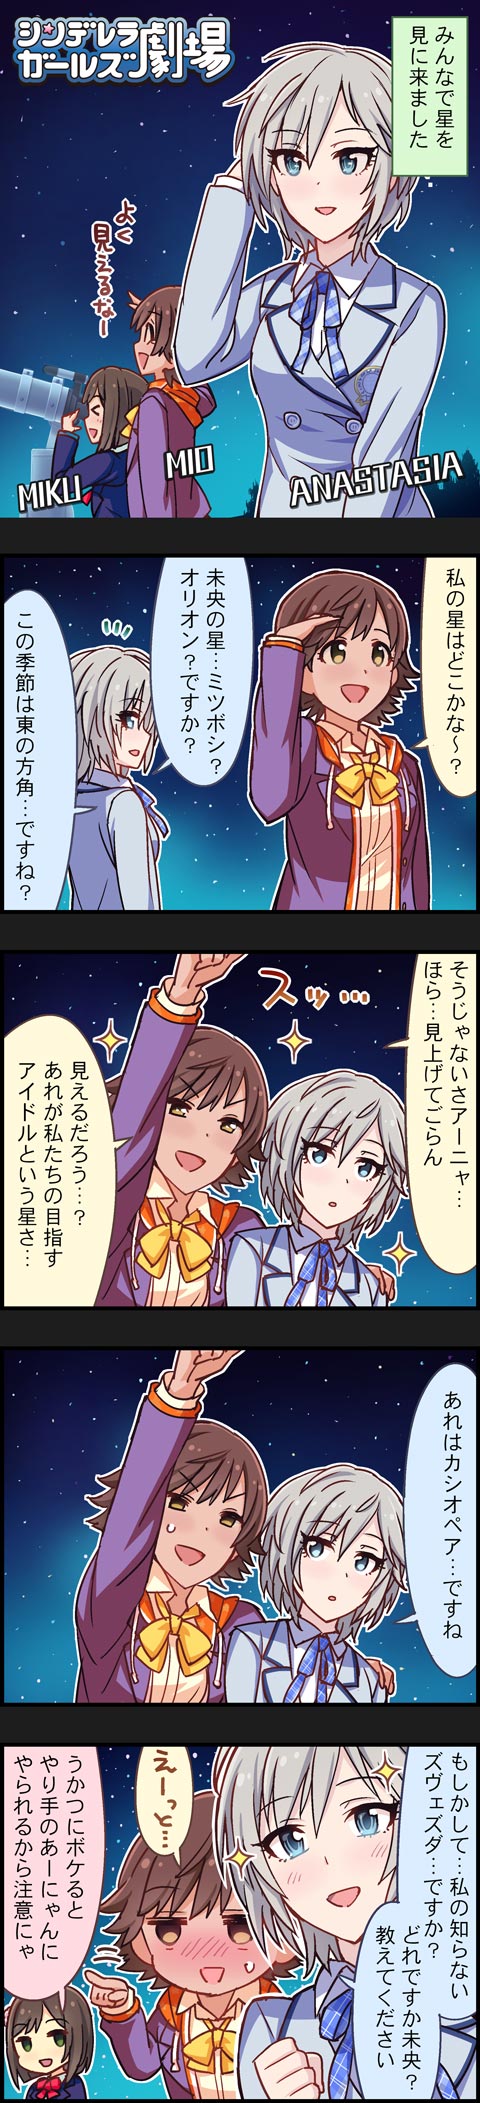 シンデレラ
ガールズ劇場
みんなで星を
見に来ました
よく
見えるなー
MIKU
MIO
ANASTASIA
私の星はどこかな～？
未央の星…ミツボシ？
オリオン？ですか？
この季節は東の方角…ですね？
そうじゃないさアーニャ…
ほら…見上げてごらん
スッ…
見えるだろう…？
あれが私たちの目指す
アイドルという星さ…
あれはカシオペア…ですね
もしかして…私の知らない
ズヴェズダ…ですか？
どれですか未央？
教えてください
えーっと…
うかつにボケると
やり手のあーにゃんに
やられるから注意にゃ